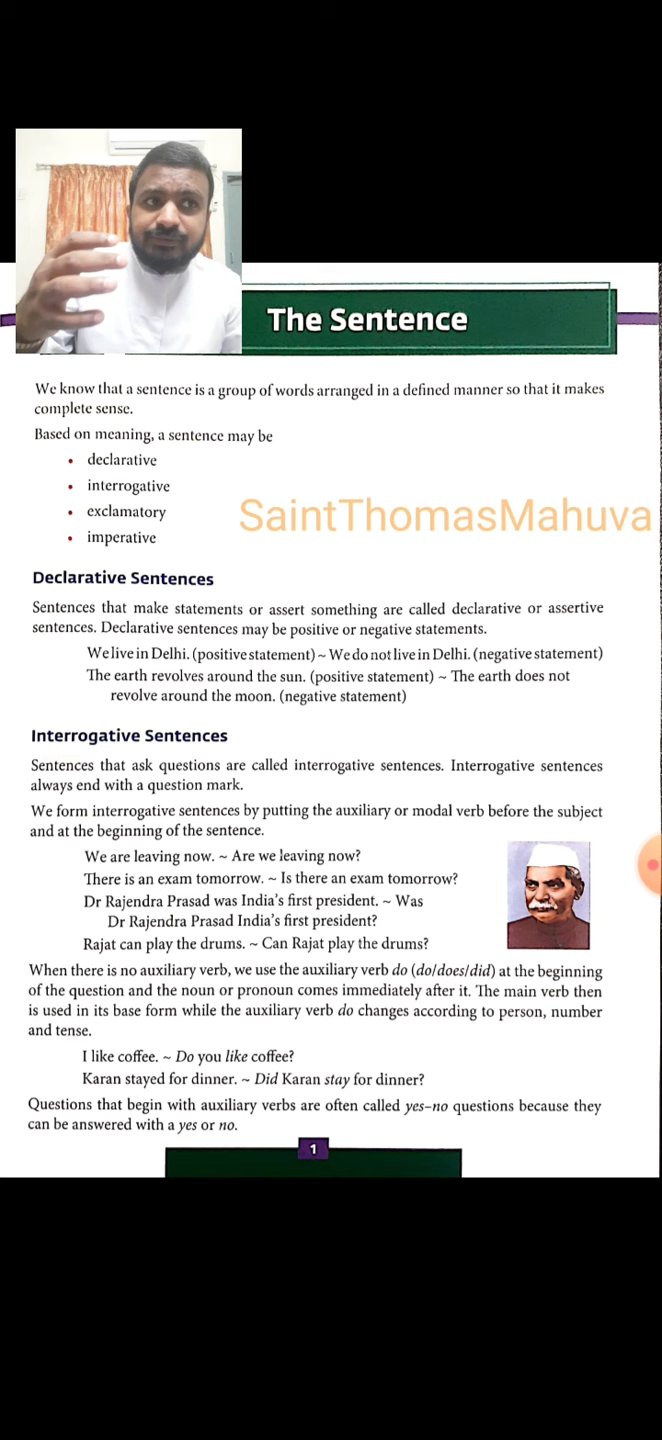 The Sentence
We know that a sentence is a group of words arranged in a defined manner so that it makes
complete sense.
Based on meaning, a sentence may be
• declarative
• interrogative
• exclamatory
• imperative
SaintThomasMahuva
Declarative Sentences
Sentences that make statements or assert something are called declarative or assertive
sentences. Declarative sentences may be positive or negative statements.
We live in Delhi. (positive statement) ~ We do not live in Delhi. (negative statement)
The earth revolves around the sun. (positive statement) ~ The earth does not
revolve around the moon. (negative statement)
Interrogative Sentences
Sentences that ask questions are called interrogative sentences. Interrogative sentences
always end with a question mark.
We form interrogative sentences by putting the auxiliary or modal verb before the subject
and at the beginning of the sentence.
We are leaving now. ~ Are we leaving now?
There is an exam tomorrow. ~ Is there an exam tomorrow?
Dr Rajendra Prasad was India's first president. ~ Was
Dr Rajendra Prasad India's first president?
Rajat can play the drums. ~ Can Rajat play the drums?
When there is no auxiliary verb, we use the auxiliary verb do (do/does/did) at the beginning
of the question and the noun or pronoun comes immediately after it. The main verb then
is used in its base form while the auxiliary verb do changes according to person, number
and tense.
I like coffee. ~ Do you like coffee?
Karan stayed for dinner. ~ Did Karan stay for dinner?
Questions that begin with auxiliary verbs are often called yes–no questions because they
can be answered with a yes or no.
1